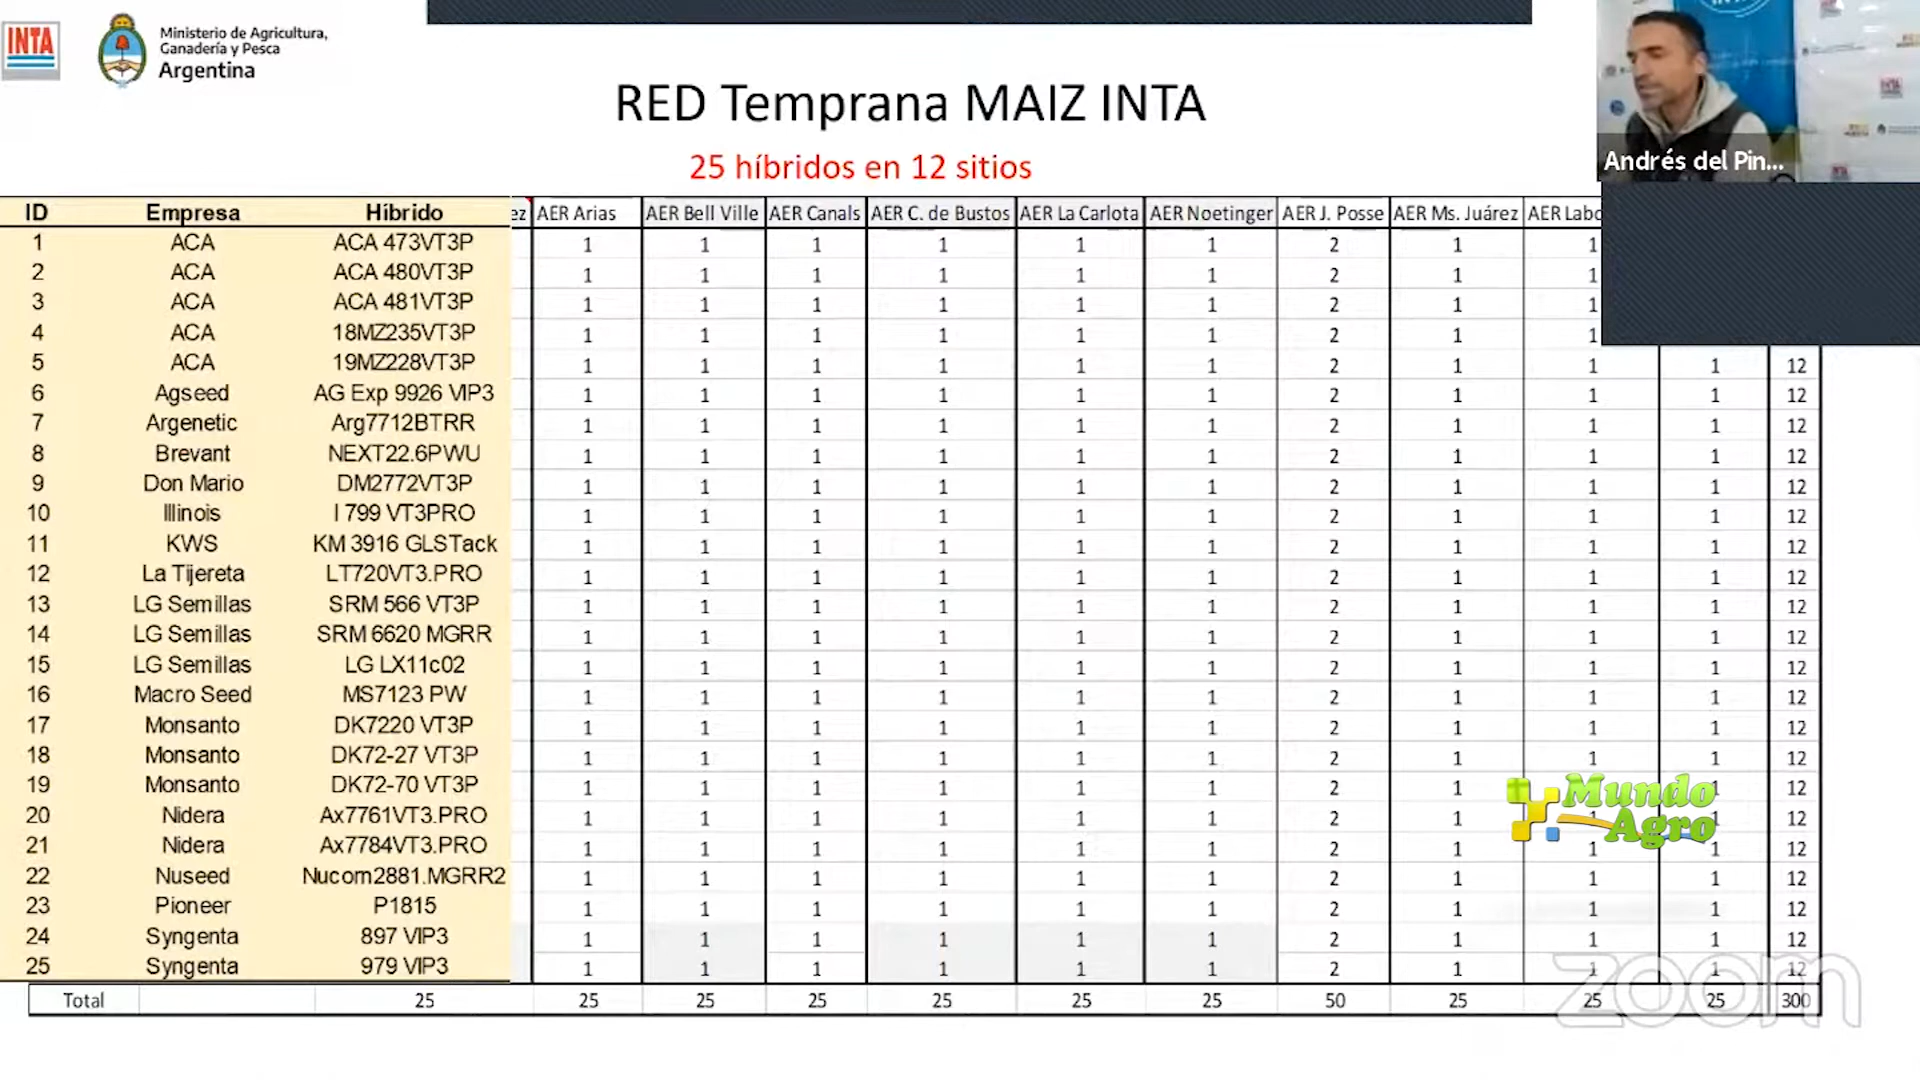 INTA
Ministerio de Agricultura,
Ganadería y Pesca
Argentina
RED Temprana MAIZ INTA
25 híbridos en 12 sitios
Andrés del Pin...
ID Empresa Híbrido ez AER Arias AER Bell Ville AER Canals AER C. de Bustos AER La Carlota AER Noetinger AER J. Posse AER Ms. Juárez AER Labo
1 ACA ACA 473VT3P 1 1 1 1 1 1 2 1 1
2 ACA ACA 480VT3P 1 1 1 1 1 1 2 1 1
3 ACA ACA 481VT3P 1 1 1 1 1 1 2 1 1
4 ACA 18MZ235VT3P 1 1 1 1 1 1 2 1 1
5 ACA 19MZ228VT3P 1 1 1 1 1 1 2 1 1 1 12
6 Agseed AG Exp 9926 VIP3 1 1 1 1 1 1 2 1 1 1 12
7 Argenetic Arg7712BTRR 1 1 1 1 1 1 2 1 1 1 12
8 Brevant NEXT22.6PWU 1 1 1 1 1 1 2 1 1 1 12
9 Don Mario DM2772VT3P 1 1 1 1 1 1 2 1 1 1 12
10 Illinois I 799 VT3PRO 1 1 1 1 1 1 2 1 1 1 12
11 KWS KM 3916 GLSTack 1 1 1 1 1 1 2 1 1 1 12
12 La Tijereta LT720VT3.PRO 1 1 1 1 1 1 2 1 1 1 12
13 LG Semillas SRM 566 VT3P 1 1 1 1 1 1 2 1 1 1 12
14 LG Semillas SRM 6620 MGRR 1 1 1 1 1 1 2 1 1 1 12
15 LG Semillas LG LX11c02 1 1 1 1 1 1 2 1 1 1 12
16 Macro Seed MS7123 PW 1 1 1 1 1 1 2 1 1 1 12
17 Monsanto DK7220 VT3P 1 1 1 1 1 1 2 1 1 1 12
18 Monsanto DK72-27 VT3P 1 1 1 1 1 1 2 1 1 1 12
19 Monsanto DK72-70 VT3P 1 1 1 1 1 1 2 1 1 1 12
20 Nidera Ax7761VT3.PRO 1 1 1 1 1 1 2 1 1 1 12
21 Nidera Ax7784VT3.PRO 1 1 1 1 1 1 2 1 1 1 12
22 Nuseed Nucorn2881.MGRR2 1 1 1 1 1 1 2 1 1 1 12
23 Pioneer P1815 1 1 1 1 1 1 2 1 1 1 12
24 Syngenta 897 VIP3 1 1 1 1 1 1 2 1 1 1 12
25 Syngenta 979 VIP3 1 1 1 1 1 1 2 1 1 1 12
Total 25 25 25 25 25 25 25 50 25 25 25 300
Mundo
Agro
zoom